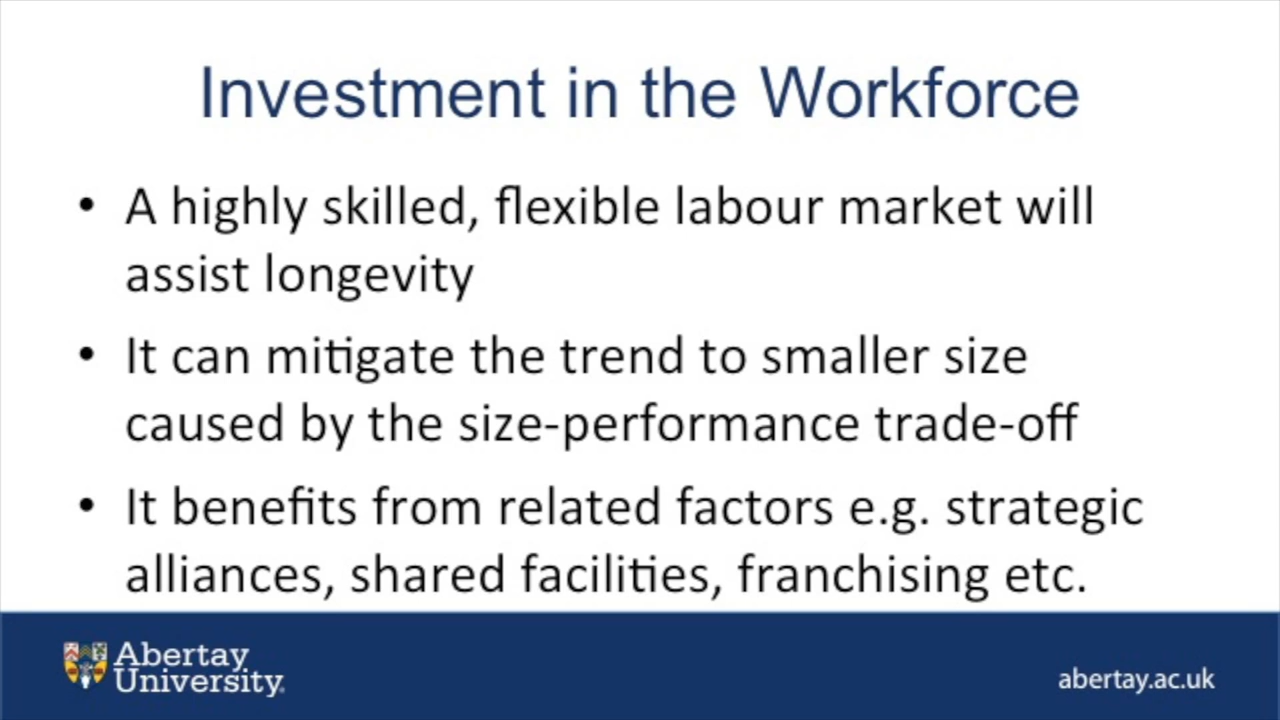 Investment in the Workforce
• A highly skilled, flexible labour market will
assist longevity
• It can mitigate the trend to smaller size
caused by the size-performance trade-off
• It benefits from related factors e.g. strategic
alliances, shared facilities, franchising etc.
Abertay
University.
abertay.ac.uk